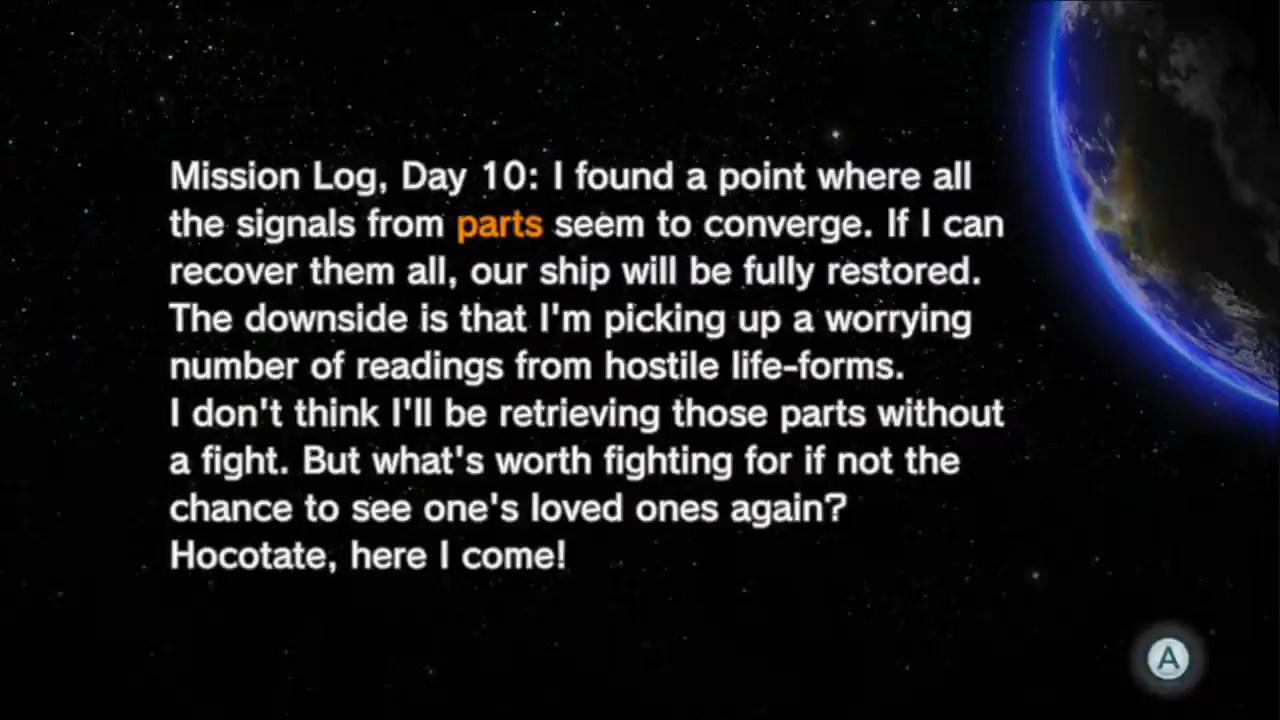 Mission Log, Day 10: I found a point where all
the signals from parts seem to converge. If I can
recover them all, our ship will be fully restored.
The downside is that I'm picking up a worrying
number of readings from hostile life-forms.
I don't think I'll be retrieving those parts without
a fight. But what's worth fighting for if not the
chance to see one's loved ones again?
Hocotate, here I come!
A